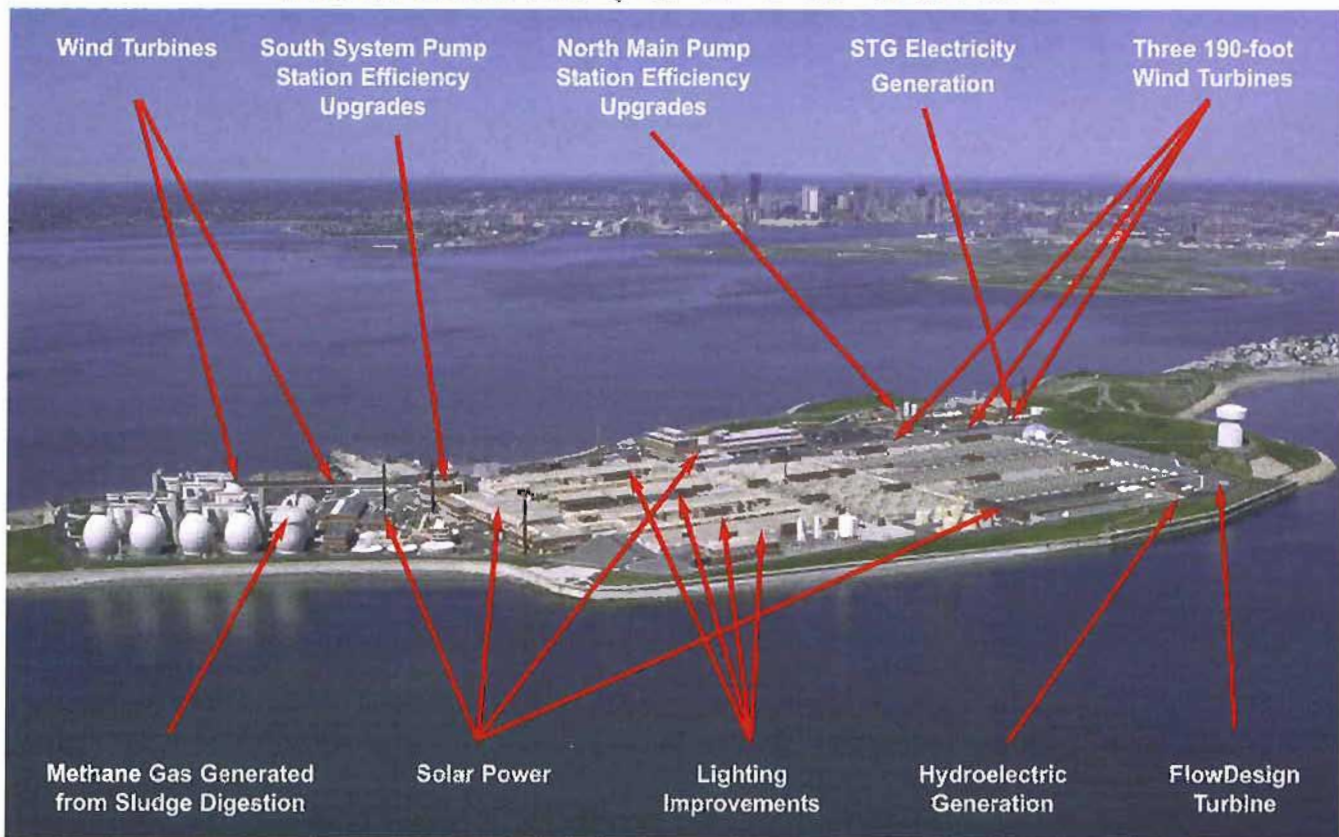 Wind Turbines
South System Pump
Station Efficiency
Upgrades
North Main Pump
Station Efficiency
Upgrades
STG Electricity
Generation
Three 190-foot
Wind Turbines
Methane Gas Generated
from Sludge Digestion
Solar Power
Lighting
Improvements
Hydroelectric
Generation
FlowDesign
Turbine